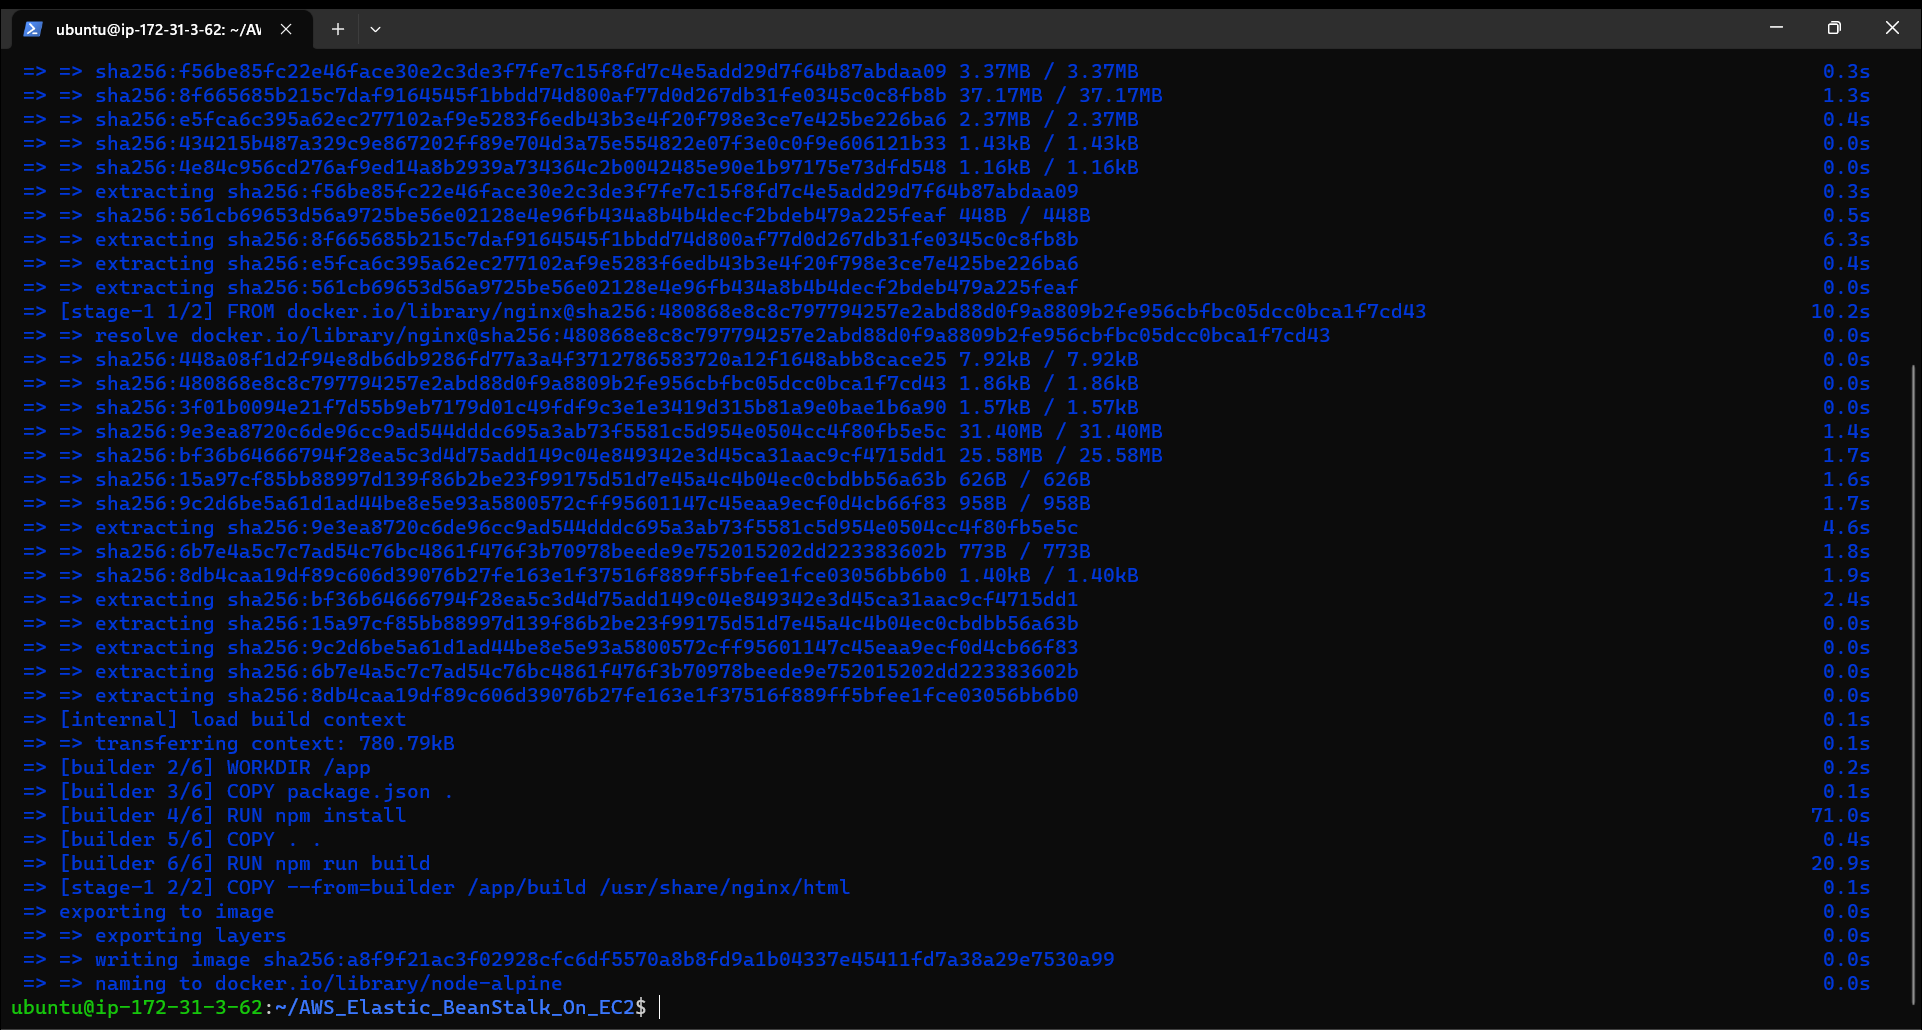 ubuntu@ip-172-31-3-62: ~/AV
=> => sha256:f56be85fc22e46face30e2c3de3f7fe7c15f8fd7c4e5add29d7f64b87abdaa09 3.37MB / 3.37MB 0.3s
=> => sha256:8f665685b215c7daf9164545f1bbdd74d800af77d0d267db31fe0345c0c8fb8b 37.17MB / 37.17MB 1.3s
=> => sha256:e5fca6c395a62ec277102af9e5283f6edb43b3e4f20f798e3ce7e425be226ba6 2.37MB / 2.37MB 0.4s
=> => sha256:434215b487a329c9e867202ff89e704d3a75e554822e07f3e0c0f9e606121b33 1.43kB / 1.43kB 0.0s
=> => sha256:4e84c956cd276af9ed14a8b2939a734364c2b0042485e90e1b97175e73dfd548 1.16kB / 1.16kB 0.0s
=> => extracting sha256:f56be85fc22e46face30e2c3de3f7fe7c15f8fd7c4e5add29d7f64b87abdaa09 0.3s
=> => sha256:561cb69653d56a9725be56e02128e4e96fb434a8b4b4decf2bdeb479a225feaf 448B / 448B 0.5s
=> => extracting sha256:8f665685b215c7daf9164545f1bbdd74d800af77d0d267db31fe0345c0c8fb8b 6.3s
=> => extracting sha256:e5fca6c395a62ec277102af9e5283f6edb43b3e4f20f798e3ce7e425be226ba6 0.4s
=> => extracting sha256:561cb69653d56a9725be56e02128e4e96fb434a8b4b4decf2bdeb479a225feaf 0.0s
=> [stage-1 1/2] FROM docker.io/library/nginx@sha256:480868e8c8c797794257e2abd88d0f9a8809b2fe956cbfbc05dcc0bca1f7cd43 10.2s
=> => resolve docker.io/library/nginx@sha256:480868e8c8c797794257e2abd88d0f9a8809b2fe956cbfbc05dcc0bca1f7cd43 0.0s
=> => sha256:448a08f1d2f94e8db6db9286fd77a3a4f3712786583720a12f1648abb8cace25 7.92kB / 7.92kB 0.0s
=> => sha256:480868e8c8c797794257e2abd88d0f9a8809b2fe956cbfbc05dcc0bca1f7cd43 1.86kB / 1.86kB 0.0s
=> => sha256:3f01b0094e21f7d55b9eb7179d01c49fdf9c3e1e3419d315b81a9e0bae1b6a90 1.57kB / 1.57kB 0.0s
=> => sha256:9e3ea8720c6de96cc9ad544dddc695a3ab73f5581c5d954e0504cc4f80fb5e5c 31.40MB / 31.40MB 1.4s
=> => sha256:bf36b64666794f28ea5c3d4d75add149c04e849342e3d45ca31aac9cf4715dd1 25.58MB / 25.58MB 1.7s
=> => sha256:15a97cf85bb88997d139f86b2be23f99175d51d7e45a4c4b04ec0cbdbb56a63b 626B / 626B 1.6s
=> => sha256:9c2d6be5a61d1ad44be8e5e93a5800572cff95601147c45eaa9ecf0d4cb66f83 958B / 958B 1.7s
=> => extracting sha256:9e3ea8720c6de96cc9ad544dddc695a3ab73f5581c5d954e0504cc4f80fb5e5c 4.6s
=> => sha256:6b7e4a5c7c7ad54c76bc4861f476f3b70978beede9e752015202dd223383602b 773B / 773B 1.8s
=> => sha256:8db4caa19df89c606d39076b27fe163e1f37516f889ff5bfee1fce03056bb6b0 1.40kB / 1.40kB 1.9s
=> => extracting sha256:bf36b64666794f28ea5c3d4d75add149c04e849342e3d45ca31aac9cf4715dd1 2.4s
=> => extracting sha256:15a97cf85bb88997d139f86b2be23f99175d51d7e45a4c4b04ec0cbdbb56a63b 0.0s
=> => extracting sha256:9c2d6be5a61d1ad44be8e5e93a5800572cff95601147c45eaa9ecf0d4cb66f83 0.0s
=> => extracting sha256:6b7e4a5c7c7ad54c76bc4861f476f3b70978beede9e752015202dd223383602b 0.0s
=> => extracting sha256:8db4caa19df89c606d39076b27fe163e1f37516f889ff5bfee1fce03056bb6b0 0.0s
=> [internal] load build context 0.1s
=> => transferring context: 780.79kB 0.1s
=> [builder 2/6] WORKDIR /app 0.2s
=> [builder 3/6] COPY package.json . 0.1s
=> [builder 4/6] RUN npm install 71.0s
=> [builder 5/6] COPY . . 0.4s
=> [builder 6/6] RUN npm run build 20.9s
=> [stage-1 2/2] COPY --from=builder /app/build /usr/share/nginx/html 0.1s
=> exporting to image 0.0s
=> => exporting layers 0.0s
=> => writing image sha256:a8f9f21ac3f02928cfc6df5570a8b8fd9a1b04337e45411fd7a38a29e7530a99 0.0s
=> => naming to docker.io/library/node-alpine 0.0s
ubuntu@ip-172-31-3-62:~/AWS_Elastic_BeanStalk_On_EC2$